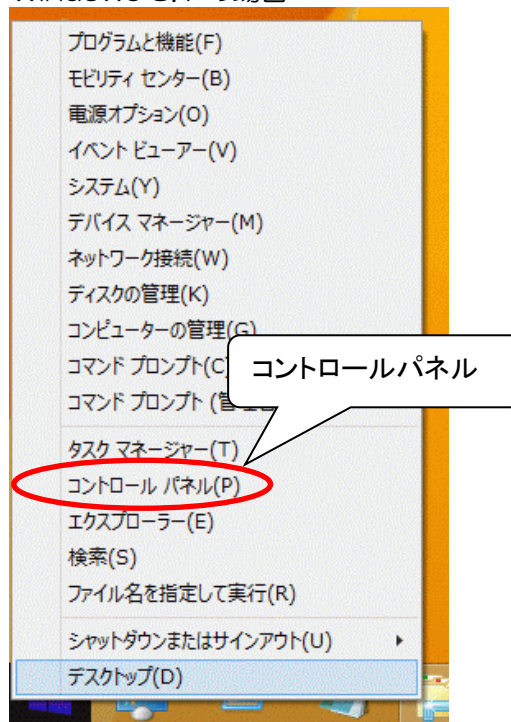 プログラムと機能(F)
モビリティ センター(B)
電源オプション(O)
イベント ビューアー(V)
システム(Y)
デバイス マネージャー(M)
ネットワーク接続(W)
ディスクの管理(K)
コンピューターの管理(G)
コマンド プロンプト(C)
コントロールパネル
コマンド プロンプト (管
タスク マネージャー(T)
コントロール パネル(P)
エクスプローラー(E)
検索(S)
ファイル名を指定して実行(R)
シャットダウンまたはサインアウト(U)
デスクトップ(D)